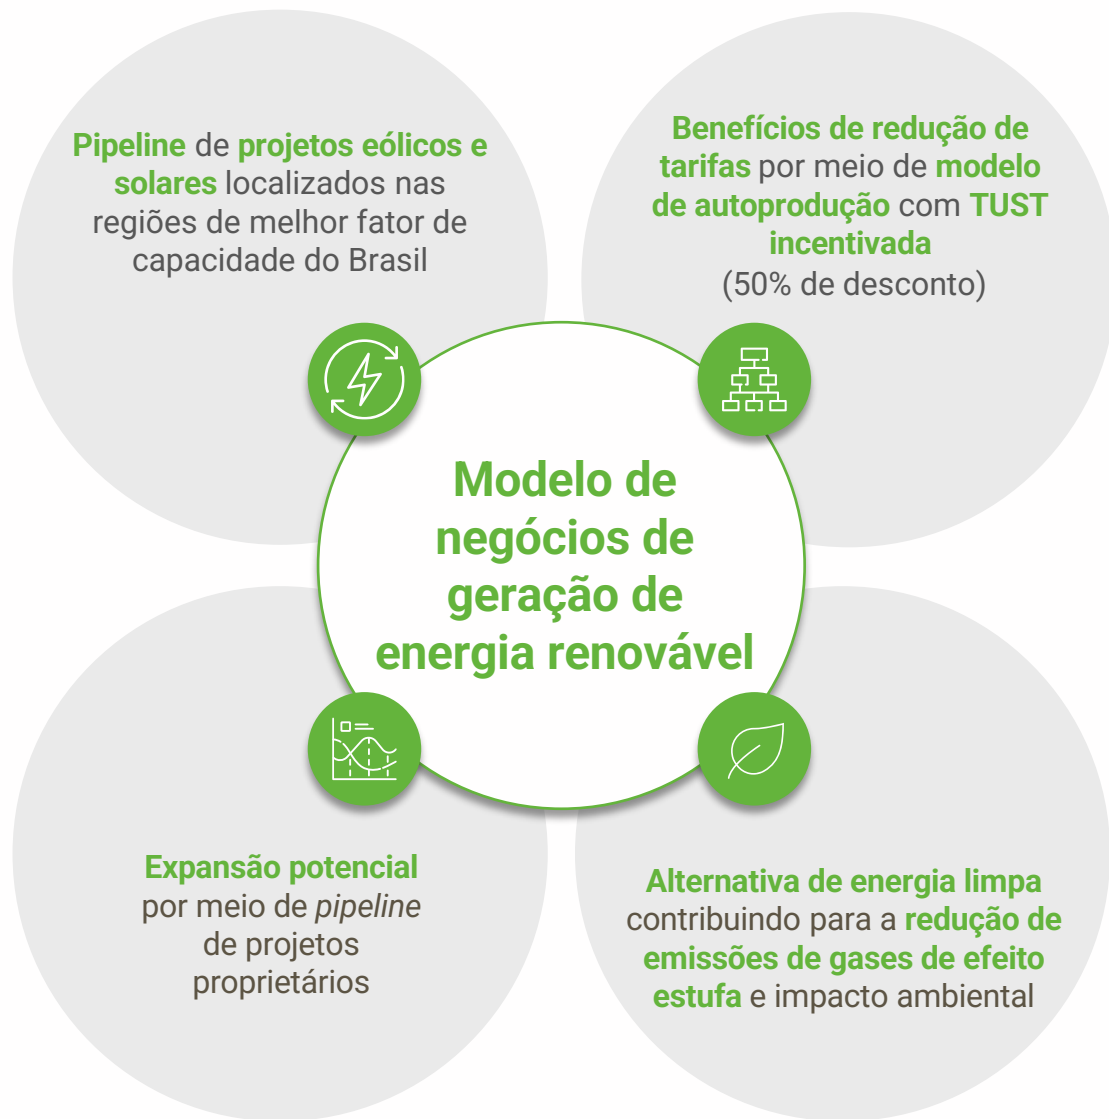 Pipeline de projetos eólicos e
solares localizados nas
regiões de melhor fator de
capacidade do Brasil
Benefícios de redução de
tarifas por meio de modelo
de autoprodução com TUST
incentivada
(50% de desconto)
Modelo de
negócios de
geração de
energia renovável
Expansão potencial
por meio de pipeline
de projetos
proprietários
Alternativa de energia limpa
contribuindo para a redução de
emissões de gases de efeito
estufa e impacto ambiental